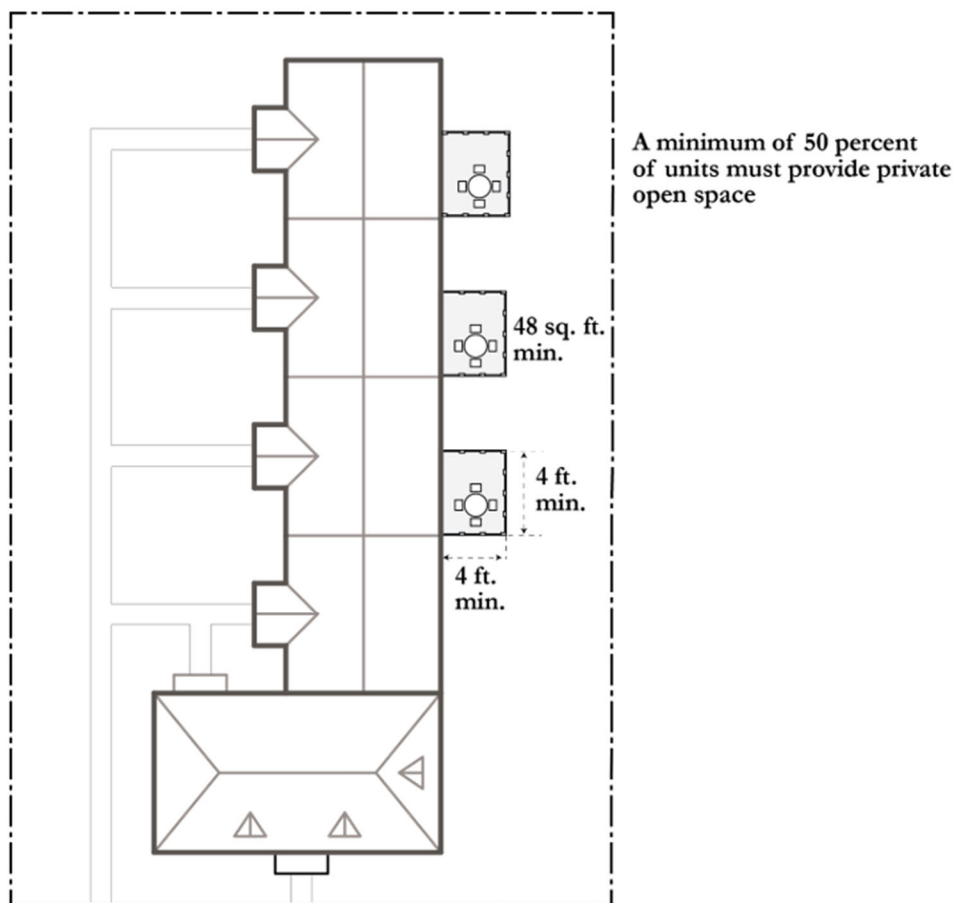 A minimum of 50 percent
of units must provide private
open space
48 sq. ft.
min.
4 ft.
min.
4 ft.
min.